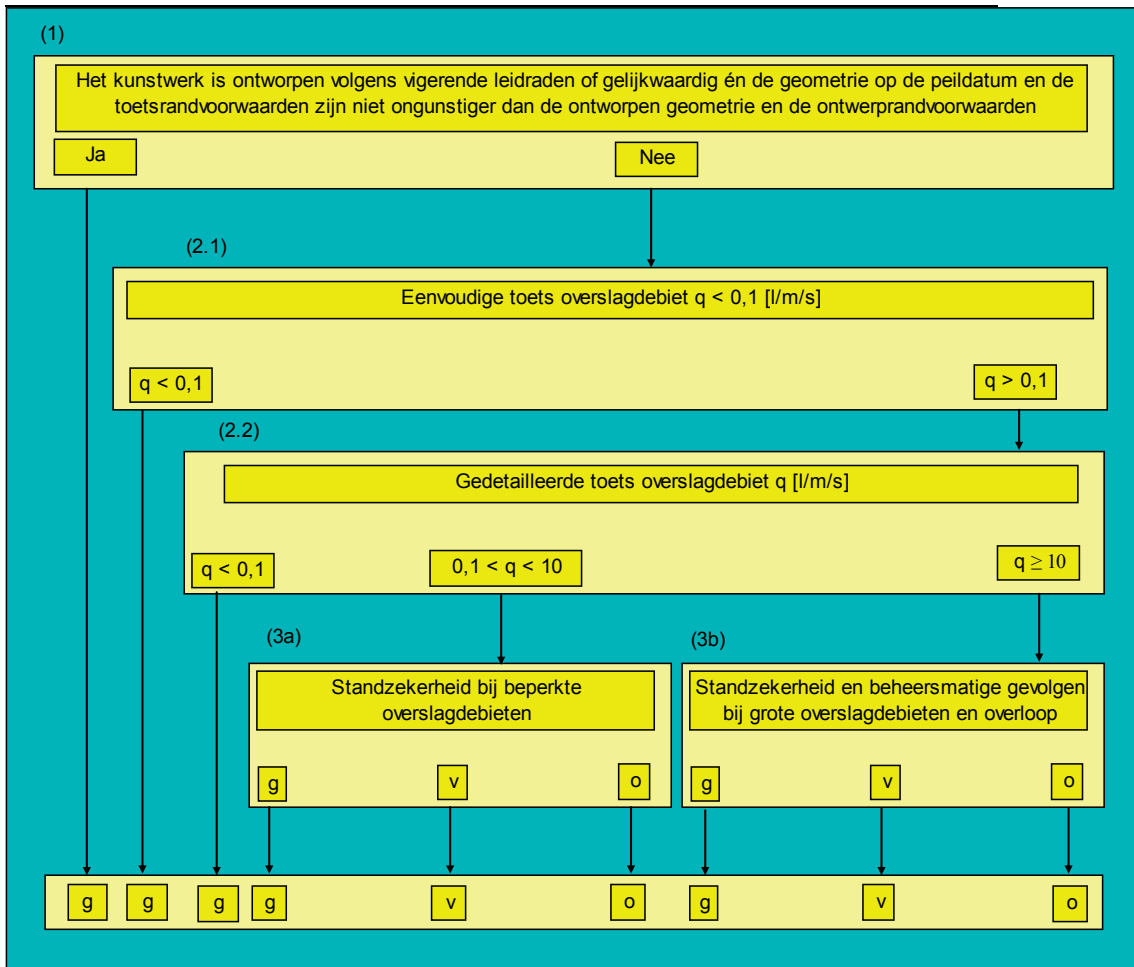 (1)
Het kunstwerk is ontworpen volgens vigerende leidraden of gelijkwaardig én de geometrie op de peildatum en de
toetsrandvoorwaarden zijn niet ongunstiger dan de ontworpen geometrie en de ontwerprandvoorwaarden
Ja
Nee
(2.1)
Eenvoudige toets overslagdebiet q < 0,1 [l/m/s]
q < 0,1
q > 0,1
(2.2)
Gedetailleerde toets overslagdebiet q [l/m/s]
q < 0,1
0,1 < q < 10
q ≥ 10
(3a)
Standzekerheid bij beperkte
overslagdebieten
g
v
o
(3b)
Standzekerheid en beheersmatige gevolgen
bij grote overslagdebieten en overloop
g
v
o
g
g
g
g
v
o
g
v
o